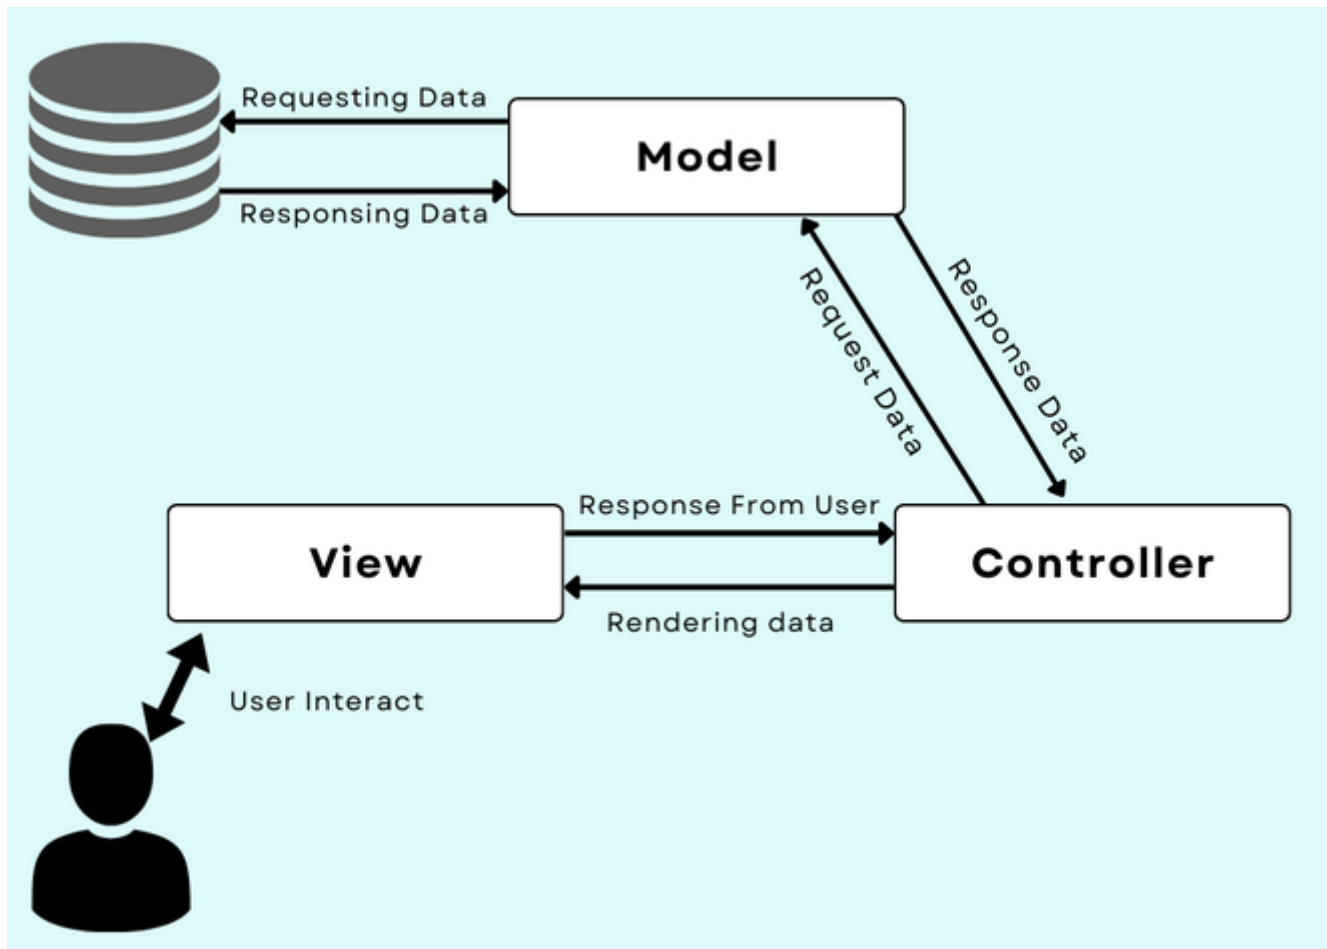 Requesting Data
Model
Responsing Data
Request Data
Response Data
Response From User
View
Controller
Rendering data
User Interact